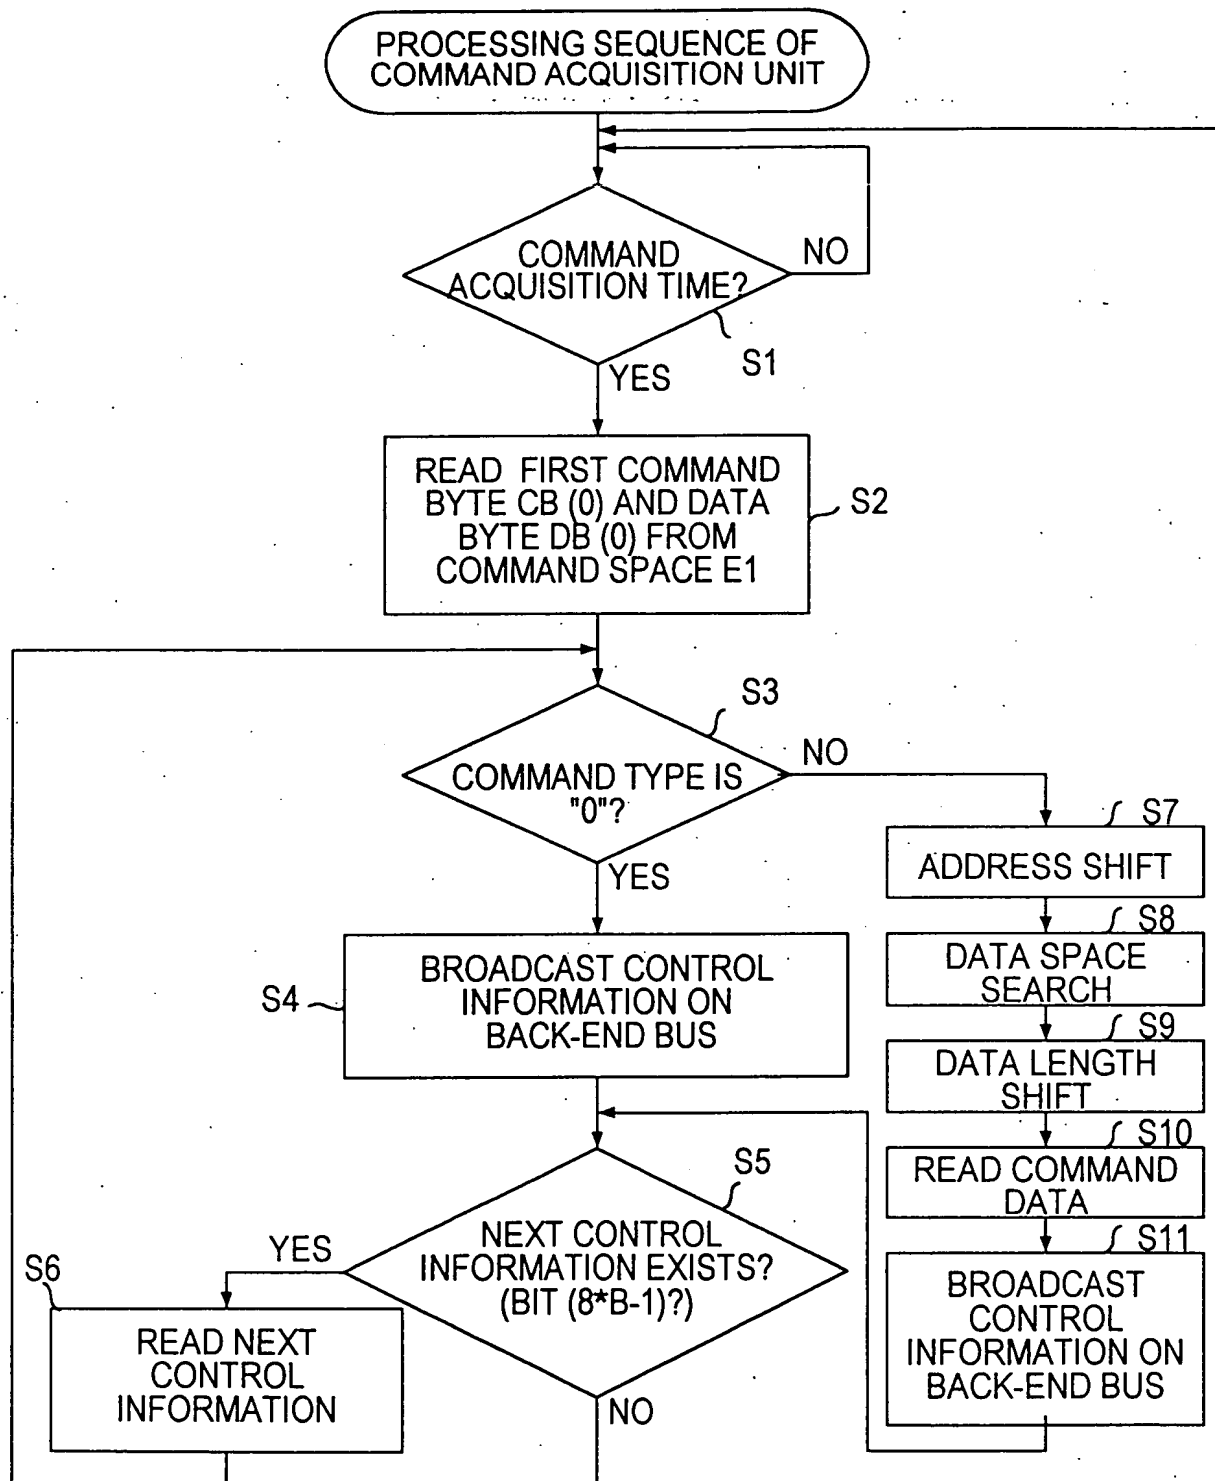 PROCESSING SEQUENCE OF
COMMAND ACQUISITION UNIT
COMMAND
ACQUISITION TIME?
NO
S1
YES
READ FIRST COMMAND
BYTE CB (0) AND DATA
BYTE DB (0) FROM
COMMAND SPACE E1
S2
S3
COMMAND TYPE IS
"0"?
NO
YES
S7
ADDRESS SHIFT
S8
DATA SPACE
SEARCH
S4
BROADCAST CONTROL
INFORMATION ON
BACK-END BUS
S9
DATA LENGTH
SHIFT
S10
READ COMMAND
DATA
S5
NEXT CONTROL
INFORMATION EXISTS?
(BIT (8*B-1)?)
YES
NO
S6
READ NEXT
CONTROL
INFORMATION
S11
BROADCAST
CONTROL
INFORMATION ON
BACK-END BUS